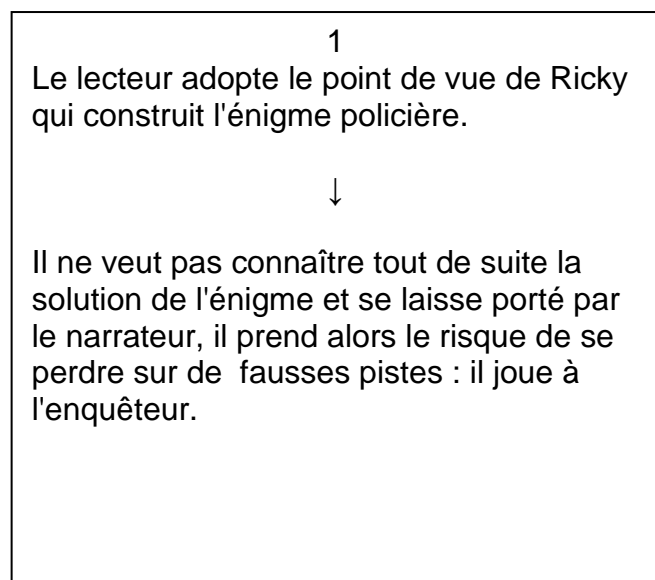 1
Le lecteur adopte le point de vue de Ricky
qui construit l'énigme policière.
↓
Il ne veut pas connaître tout de suite la
solution de l'énigme et se laisse porté par
le narrateur, il prend alors le risque de se
perdre sur de  fausses pistes : il joue à
l'enquêteur.